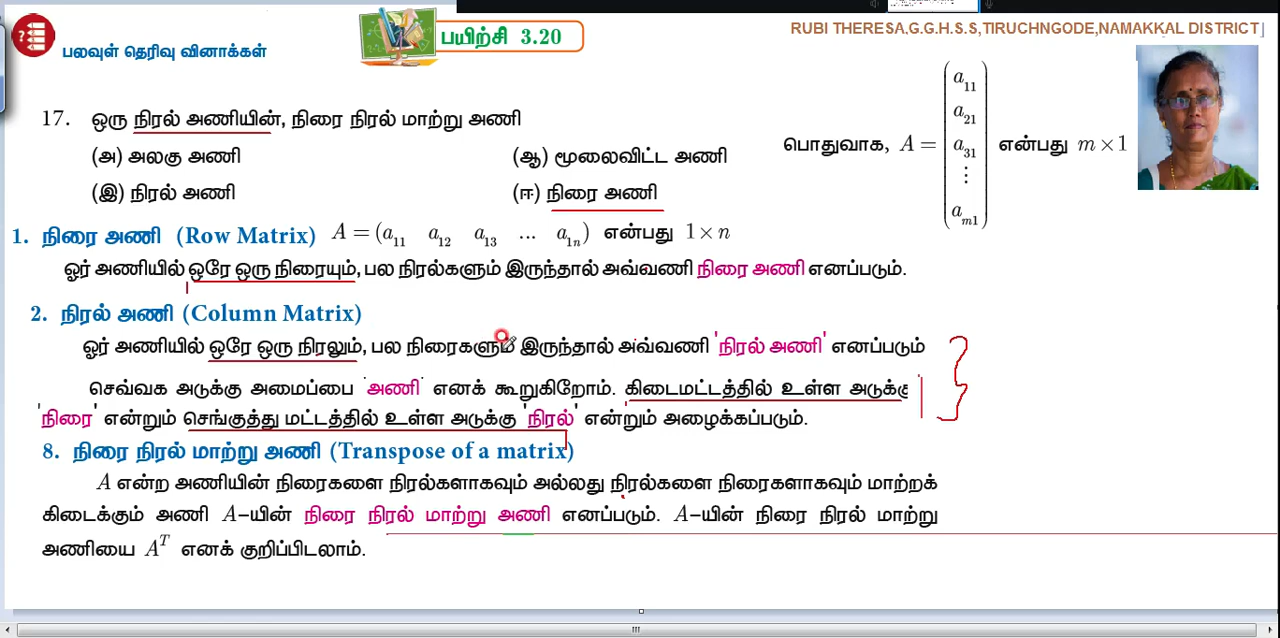 RUBI THERESA.G.G.H.S.S,TIRUCHNGODE,NAMAKKAL DISTRICT
பலவுள் தெரிவு வினாக்கள்
பயிற்சி 3.20
17. ஒரு நிரல் அணியின், நிரை நிரல் மாற்று அணி
(அ) அலகு அணி (ஆ) மூலைவிட்ட அணி
(இ) நிரல் அணி (ஈ) நிரை அணி
பொதுவாக, A = ( a11 a21 a31 ⋮ am1 ) என்பது m × 1
1. நிரை அணி (Row Matrix) A = (a11 a12 a13 ... a1n) என்பது 1 × n
ஓர் அணியில் ஒரே ஒரு நிரையும், பல நிரல்களும் இருந்தால் அவ்வணி நிரை அணி எனப்படும்.
2. நிரல் அணி (Column Matrix)
ஓர் அணியில் ஒரே ஒரு நிரலும், பல நிரைகளும் இருந்தால் அவ்வணி 'நிரல் அணி' எனப்படும்
செவ்வக அடுக்கு அமைப்பை 'அணி' எனக் கூறுகிறோம். கிடைமட்டத்தில் உள்ள அடுக்கு
'நிரை' என்றும் செங்குத்து மட்டத்தில் உள்ள அடுக்கு 'நிரல்' என்றும் அழைக்கப்படும்.
8. நிரை நிரல் மாற்று அணி (Transpose of a matrix)
A என்ற அணியின் நிரைகளை நிரல்களாகவும் அல்லது நிரல்களை நிரைகளாகவும் மாற்றக்
கிடைக்கும் அணி A-யின் நிரை நிரல் மாற்று அணி எனப்படும். A-யின் நிரை நிரல் மாற்று
அணியை A^T எனக் குறிப்பிடலாம்.